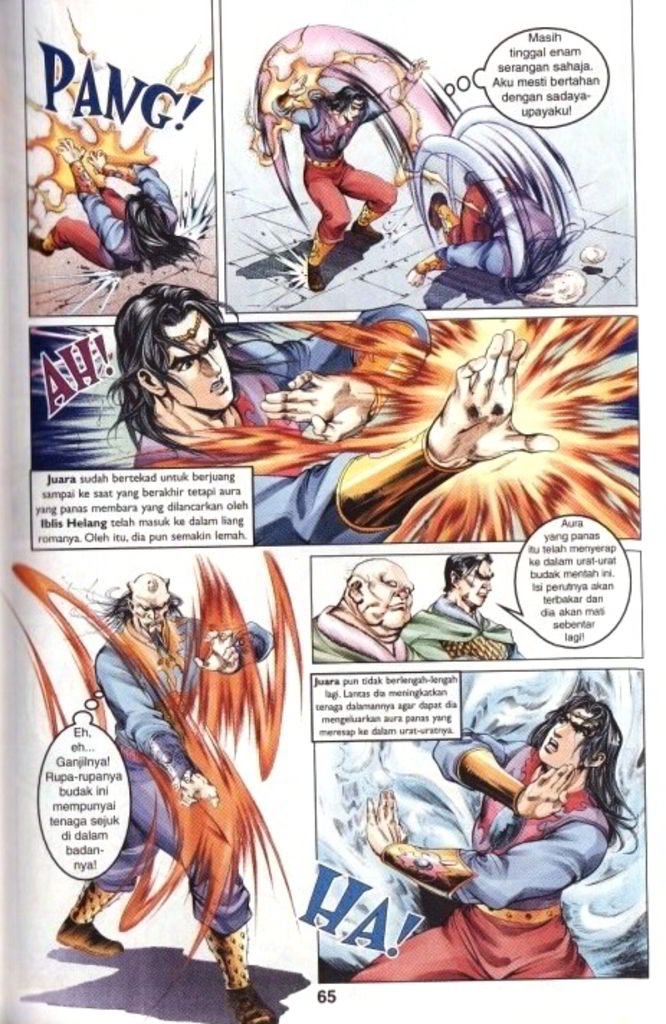 PANG!
Masih
tinggal enam
serangan sahaja.
Aku mesti bertahan
dengan sadaya-
upayaku!
AH!
Juara sudah bertekad untuk berjuang
sampai ke saat yang berakhir tetapi aura
yang panas membara yang dilancarkan oleh
Iblis Helang telah masuk ke dalam liang
romanya. Oleh itu, dia pun semakin lemah.
Aura
yang panas
itu telah menyerap
ke dalam urat-urat
budak mentah ini.
Isi perutnya akan
terbakar dan
dia akan mati
sebentar
lagi!
Eh,
eh...
Ganjilnya!
Rupa-rupanya
budak ini
mempunyai
tenaga sejuk
di dalam
badan-
nya!
Juara pun tidak berlengah-lengah
lagi. Lantas dia meningkatkan
tenaga dalamannya agar dapat dia
mengeluarkan aura panas yang
meresap ke dalam urat-uratnya.
HA!
65